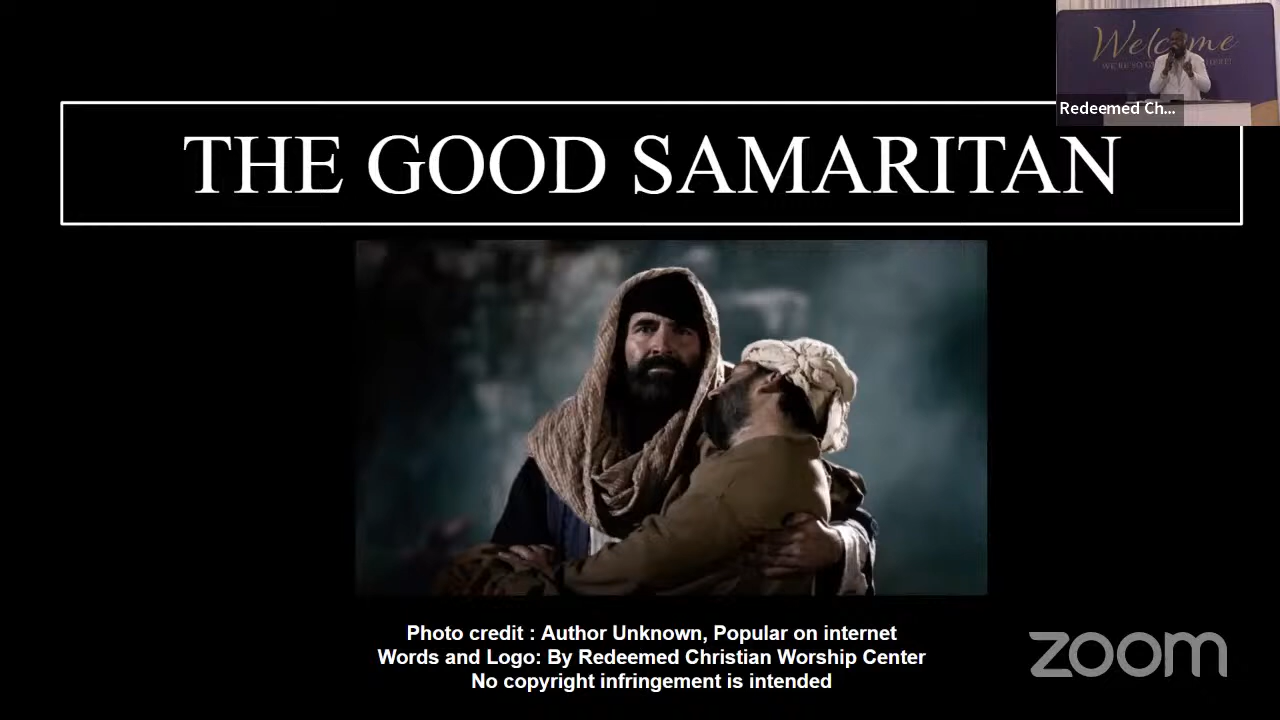 Welcome
Redeemed Ch...
THE GOOD SAMARITAN
Photo credit : Author Unknown, Popular on internet
Words and Logo: By Redeemed Christian Worship Center
No copyright infringement is intended
zoom